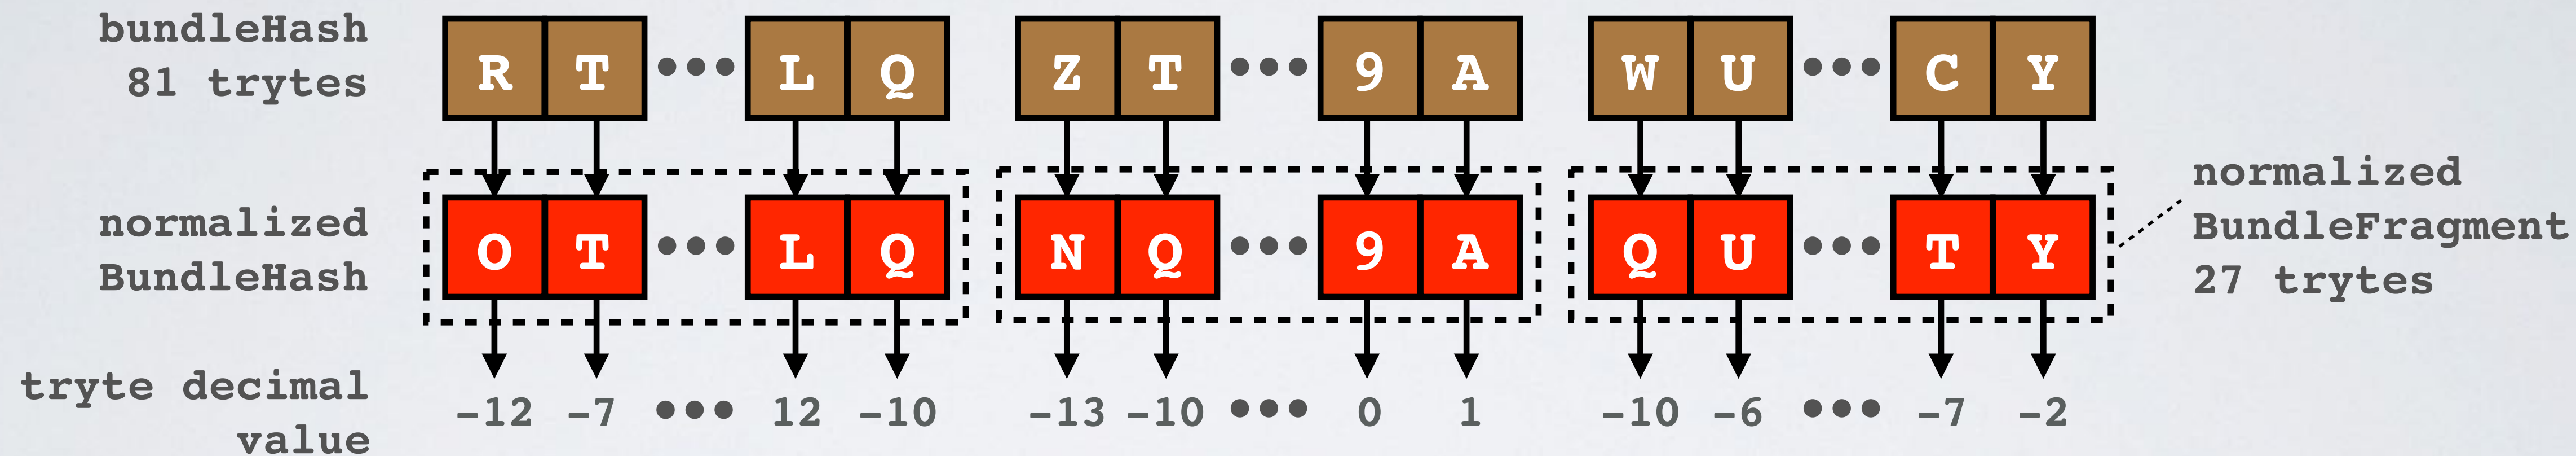 bundleHash
81 trytes
R T ••• L Q Z T ••• 9 A W U ••• C Y
normalized
BundleHash
O T ••• L Q N Q ••• 9 A Q U ••• T Y
normalized
BundleFragment
27 trytes
tryte decimal
value
-12 -7 ••• 12 -10 -13 -10 ••• 0 1 -10 -6 ••• -7 -2